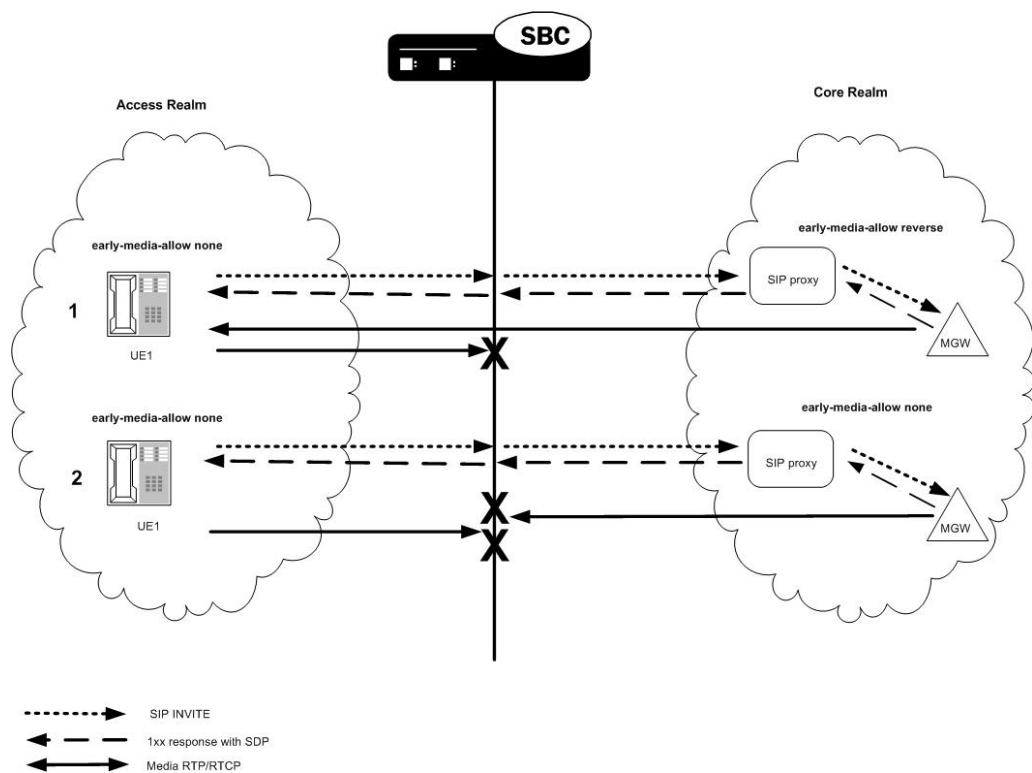 SBC
Access Realm
Core Realm
early-media-allow none
early-media-allow reverse
SIP proxy
1
UE1
MGW
X
early-media-allow none
early-media-allow none
SIP proxy
2
UE1
X
X
MGW
SIP INVITE
1xx response with SDP
Media RTP/RTCP